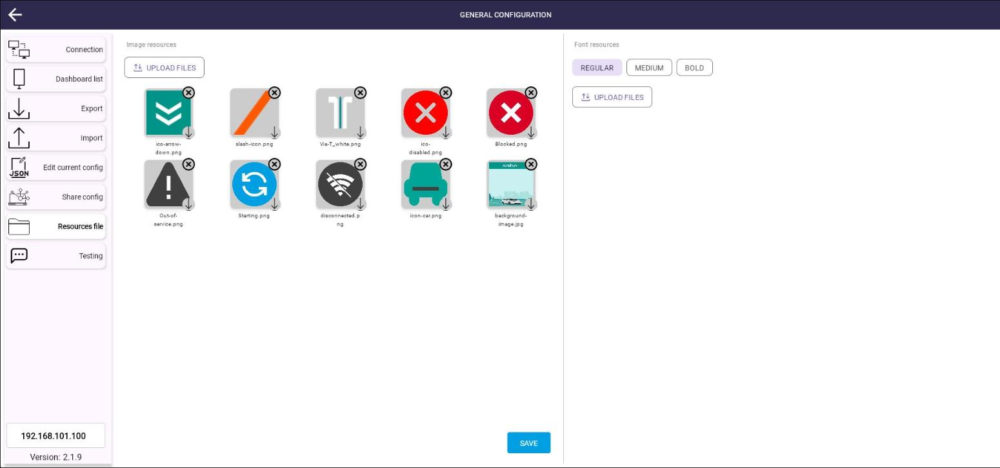 GENERAL CONFIGURATION
Connection
Dashboard list
Export
Import
JSON
Edit current config
Share config
Resources file
Testing
192.168.101.100
Version: 2.1.9
Image resources
UPLOAD FILES
ico-arrow-
down.png
slash-icon.png
Via-T_white.png
ico-
disabled.png
Blocked.png
Out-of-
service.png
Starting.png
disconnected.p
ng
icon-car.png
saba
background-
image.jpg
SAVE
Font resources
REGULAR
MEDIUM
BOLD
UPLOAD FILES